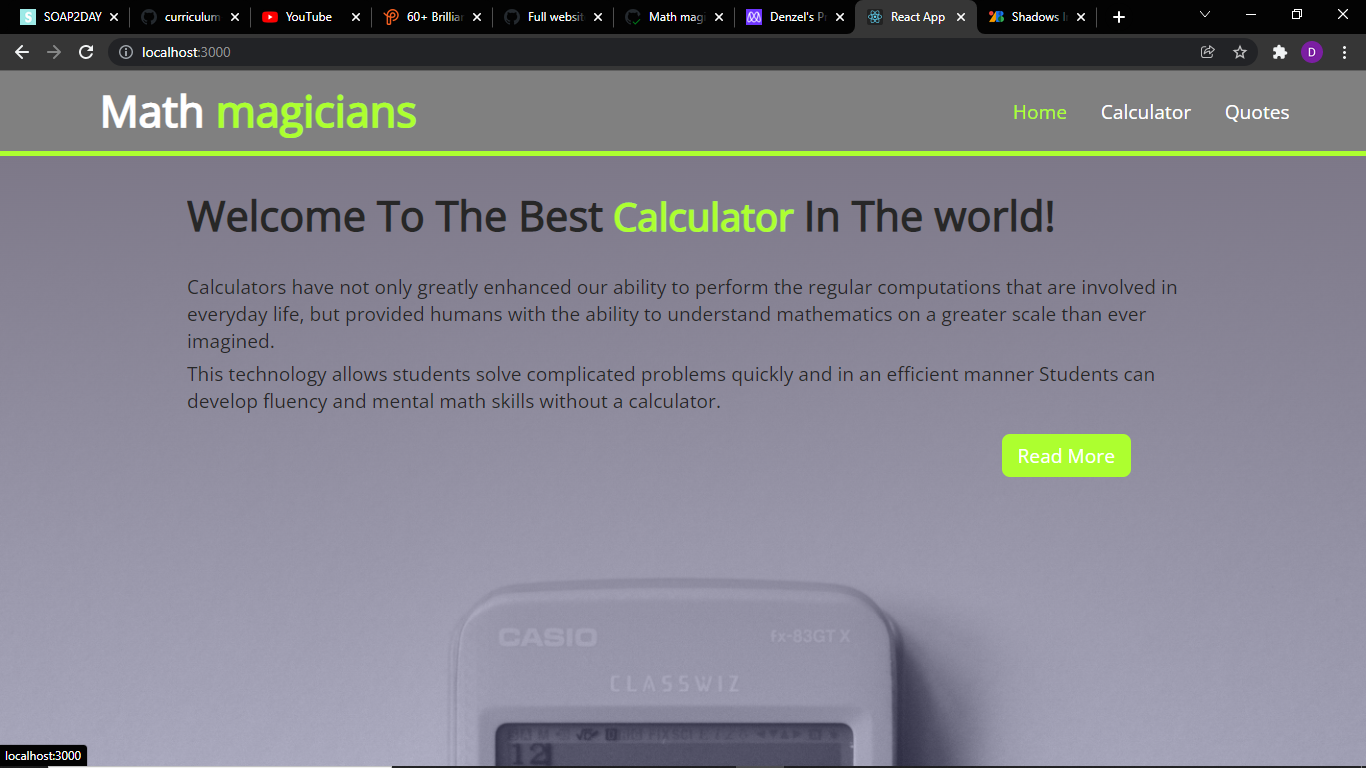 SOAP2DAY
curriculum
YouTube
60+ Brillia
Full websit
Math magi
Denzel's P
React App
Shadows I
localhost:3000
D
Math magicians
Home
Calculator
Quotes
Welcome To The Best Calculator In The world!
Calculators have not only greatly enhanced our ability to perform the regular computations that are involved in
everyday life, but provided humans with the ability to understand mathematics on a greater scale than ever
imagined.
This technology allows students solve complicated problems quickly and in an efficient manner Students can
develop fluency and mental math skills without a calculator.
Read More
CASIO
fx-83GT X
CLASSWIZ
12
localhost:3000